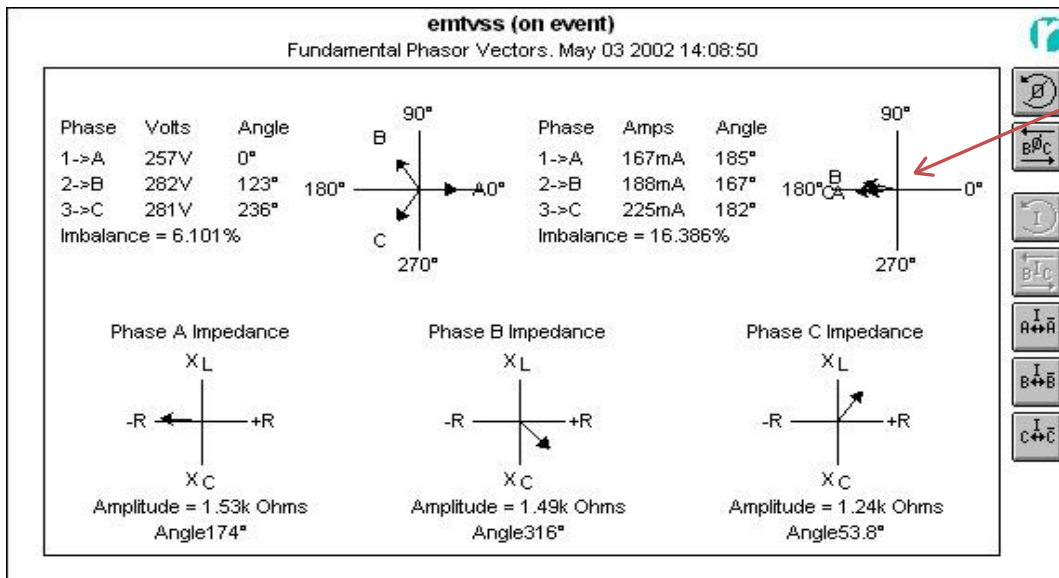 emtvss (on event)
Fundamental Phasor Vectors. May 03 2002 14:08:50
Phase Volts Angle
1->A 257V 0°
2->B 282V 123°
3->C 281V 236°
Imbalance = 6.101%
90°
B
180° A0°
C
270°
Phase Amps Angle
1->A 167mA 185°
2->B 188mA 167°
3->C 225mA 182°
Imbalance = 16.386%
90°
B
180° CA 0°
270°
Phase A Impedance
XL
-R +R
XC
Amplitude = 1.53k Ohms
Angle174°
Phase B Impedance
XL
-R +R
XC
Amplitude = 1.49k Ohms
Angle316°
Phase C Impedance
XL
-R +R
XC
Amplitude = 1.24k Ohms
Angle53.8°
r
Ø
BØC
I
BIC
I
A↔Ā
I
B↔B̄
I
C↔C̄